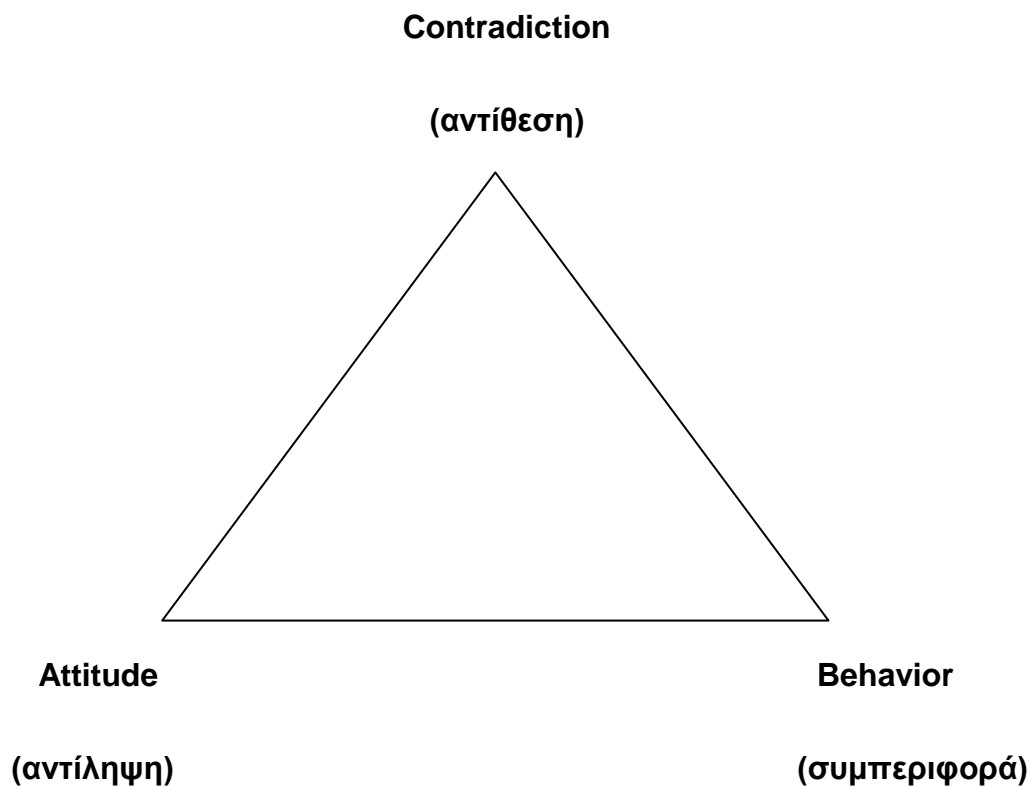 Contradiction
(αντίθεση)
Attitude
Behavior
(αντίληψη)
(συμπεριφορά)